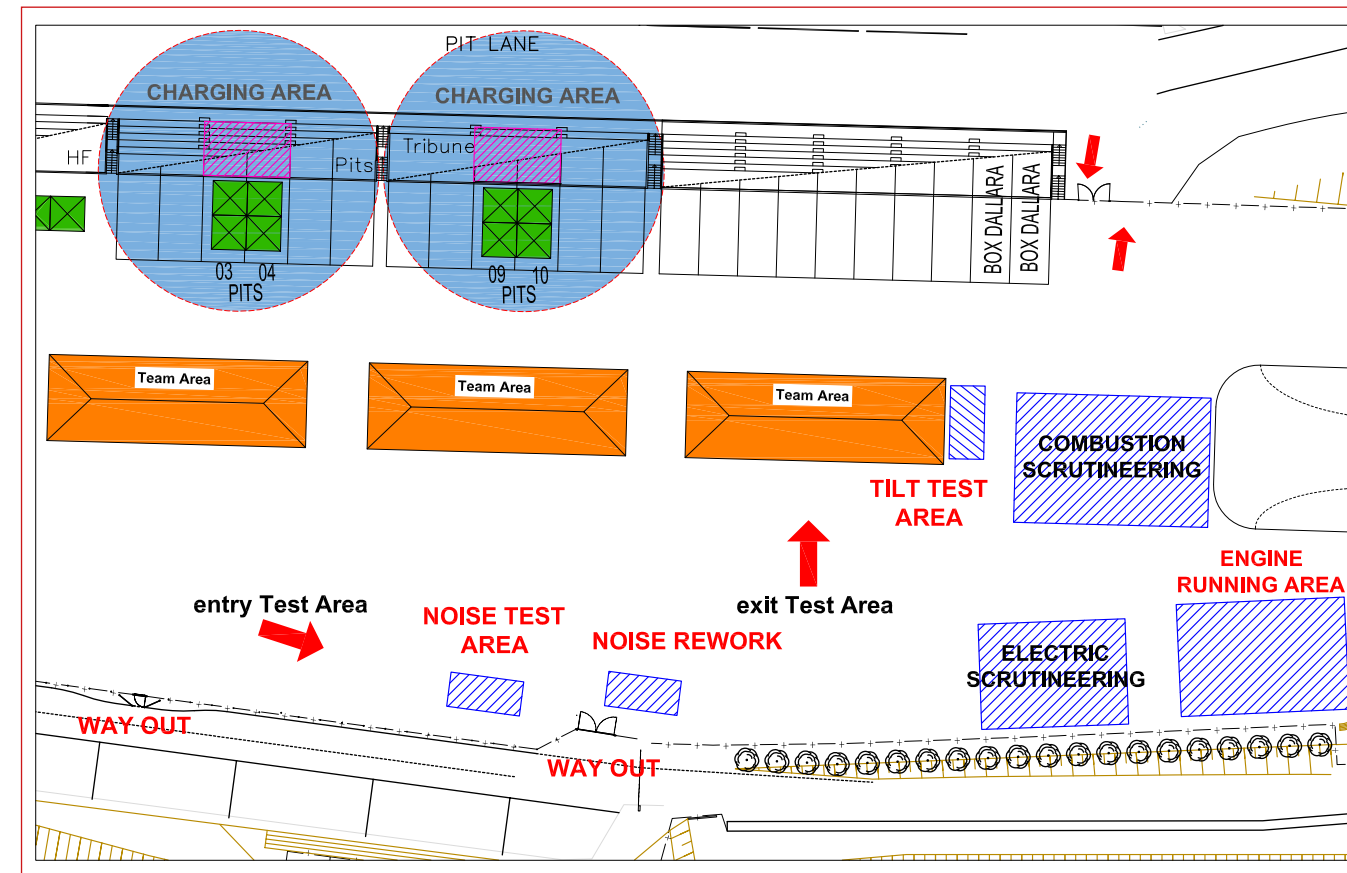 PIT LANE
CHARGING AREA
CHARGING AREA
HF
Pits
Tribune
BOX DALLARA
BOX DALLARA
03 04
PITS
09 10
PITS
Team Area
Team Area
Team Area
COMBUSTION
SCRUTINEERING
TILT TEST
AREA
ENGINE
RUNNING AREA
entry Test Area
exit Test Area
NOISE TEST
AREA
NOISE REWORK
ELECTRIC
SCRUTINEERING
WAY OUT
WAY OUT